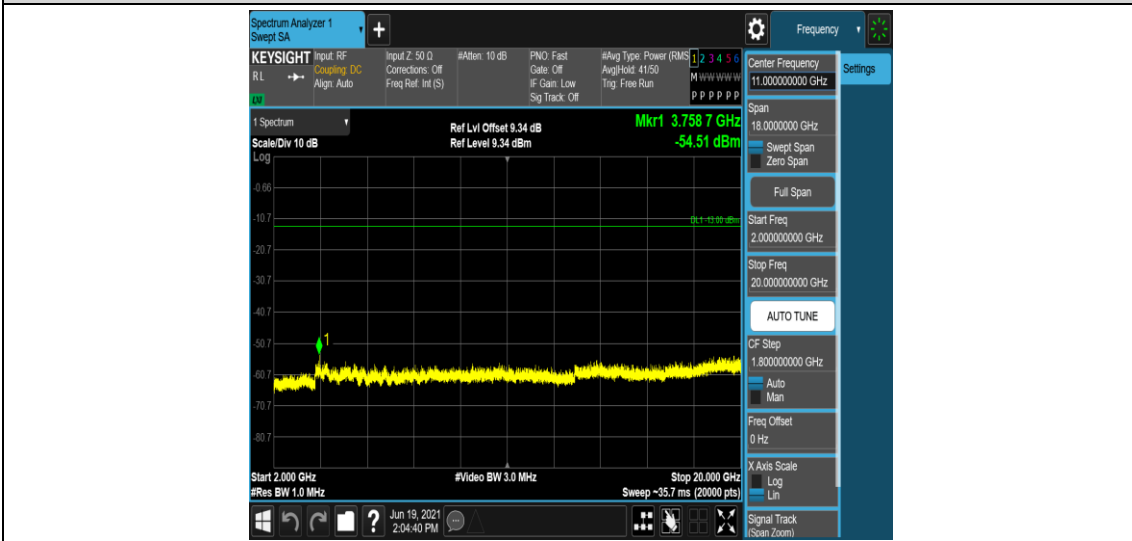 Spectrum Analyzer 1
Swept SA
+
Frequency
KEYSIGHT
RL
LXI
Input: RF
Coupling: DC
Align: Auto
Input Z: 50 Ω
Corrections: Off
Freq Ref: Int (S)
#Atten: 10 dB
PNO: Fast
Gate: Off
IF Gain: Low
Sig Track: Off
#Avg Type: Power (RMS
Avg|Hold: 41/50
Trig: Free Run
1 2 3 4 5 6
M W W W W W
P P P P P P
1 Spectrum
Scale/Div 10 dB
Log
Ref Lvl Offset 9.34 dB
Ref Level 9.34 dBm
Mkr1 3.758 7 GHz
-54.51 dBm
-0.66
-10.7
DL1 -13.00 dBm
-20.7
-30.7
-40.7
-50.7
1
-60.7
-70.7
-80.7
Start 2.000 GHz
#Video BW 3.0 MHz
Stop 20.000 GHz
#Res BW 1.0 MHz
Sweep ~35.7 ms (20000 pts)
Center Frequency
11.000000000 GHz
Settings
Span
18.0000000 GHz
Swept Span
Zero Span
Full Span
Start Freq
2.000000000 GHz
Stop Freq
20.000000000 GHz
AUTO TUNE
CF Step
1.800000000 GHz
Auto
Man
Freq Offset
0 Hz
X Axis Scale
Log
Lin
Signal Track
(Span Zoom)
?
Jun 19, 2021
2:04:40 PM